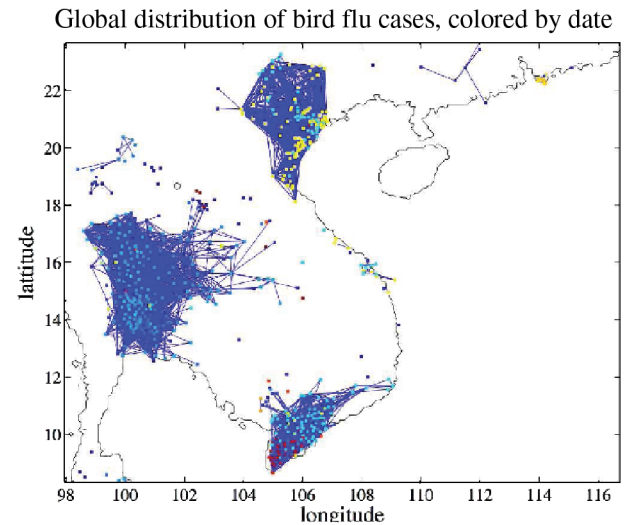 Global distribution of bird flu cases, colored by date
22
20
18
16
14
12
10
lattitude
98 100 102 104 106 108 110 112 114 116
longitude